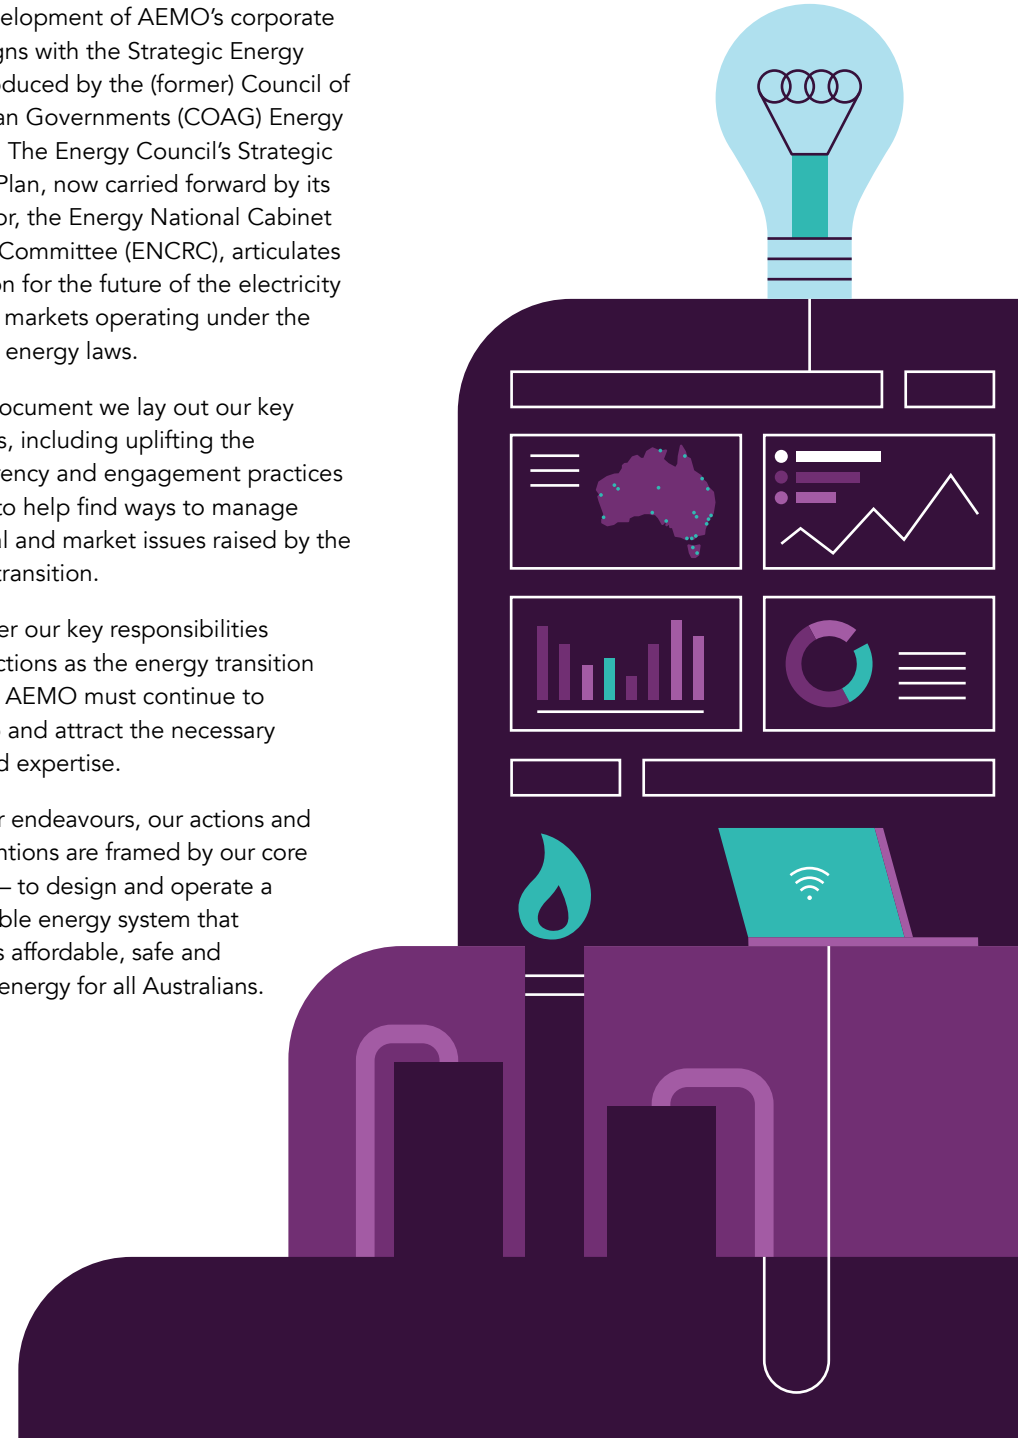 elopment of AEMO’s corporate
gns with the Strategic Energy
duced by the (former) Council of
an Governments (COAG) Energy
The Energy Council’s Strategic
Plan, now carried forward by its
or, the Energy National Cabinet
Committee (ENCRC), articulates
on for the future of the electricity
markets operating under the
energy laws.
ocument we lay out our key
s, including uplifting the
ency and engagement practices
to help find ways to manage
al and market issues raised by the
transition.
er our key responsibilities
ctions as the energy transition
AEMO must continue to
and attract the necessary
d expertise.
r endeavours, our actions and
ntions are framed by our core
– to design and operate a
ble energy system that
s affordable, safe and
energy for all Australians.